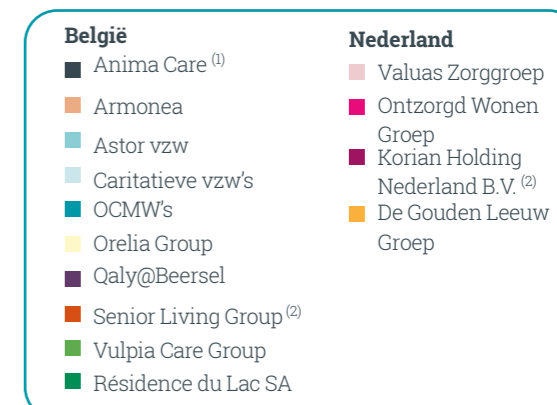 België
Anima Care (1)
Armonea
Astor vzw
Caritatieve vzw's
OCMW's
Orelia Group
Qaly@Beersel
Senior Living Group (2)
Vulpia Care Group
Résidence du Lac SA
Nederland
Valuas Zorggroep
Ontzorgd Wonen
Groep
Korian Holding
Nederland B.V. (2)
De Gouden Leeuw
Groep